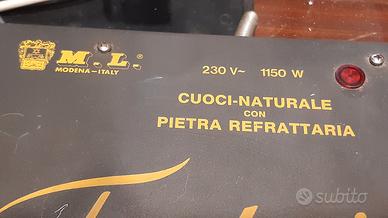 M.L.®
MODENA-ITALY
230 V~ 1150 W
CUOCI-NATURALE
CON
PIETRA REFRATTARIA
subito